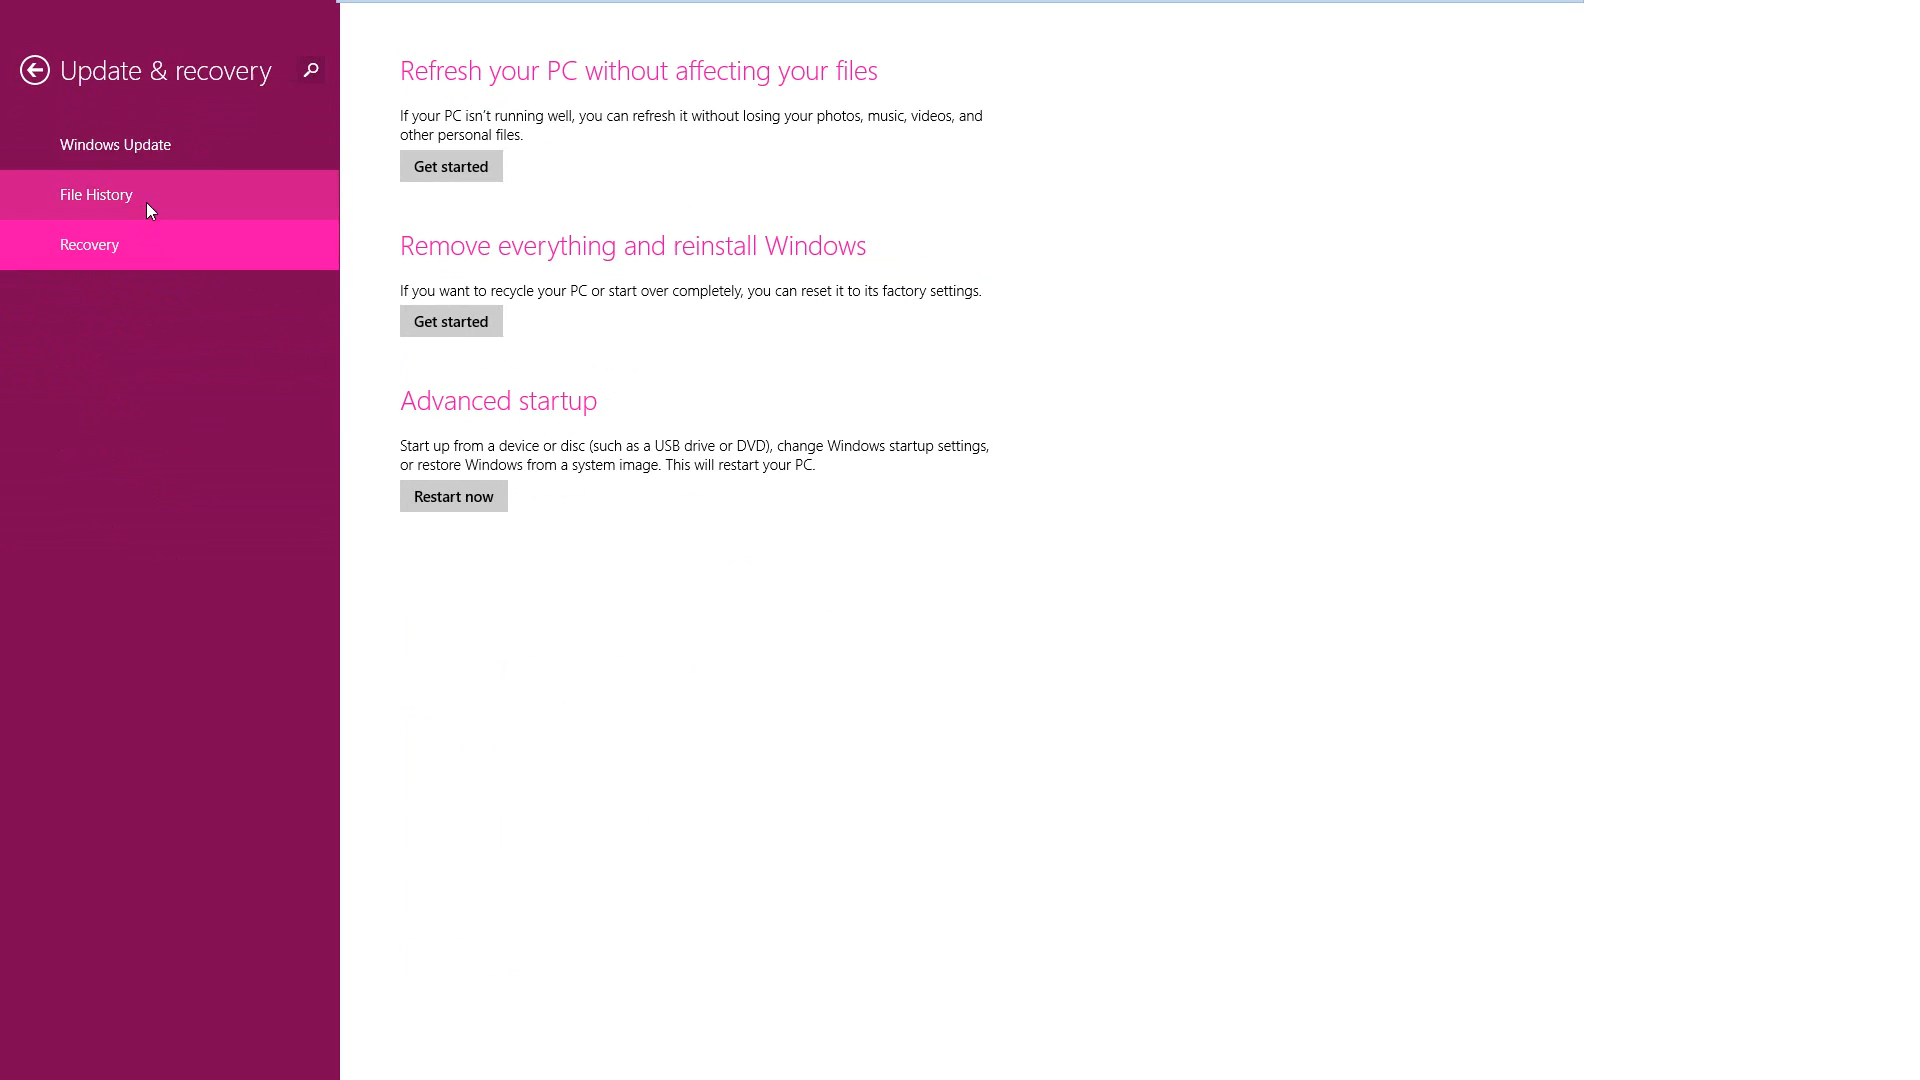 Update & recovery
Windows Update
File History
Recovery
Refresh your PC without affecting your files
If your PC isn't running well, you can refresh it without losing your photos, music, videos, and
other personal files.
Get started
Remove everything and reinstall Windows
If you want to recycle your PC or start over completely, you can reset it to its factory settings.
Get started
Advanced startup
Start up from a device or disc (such as a USB drive or DVD), change Windows startup settings,
or restore Windows from a system image. This will restart your PC.
Restart now